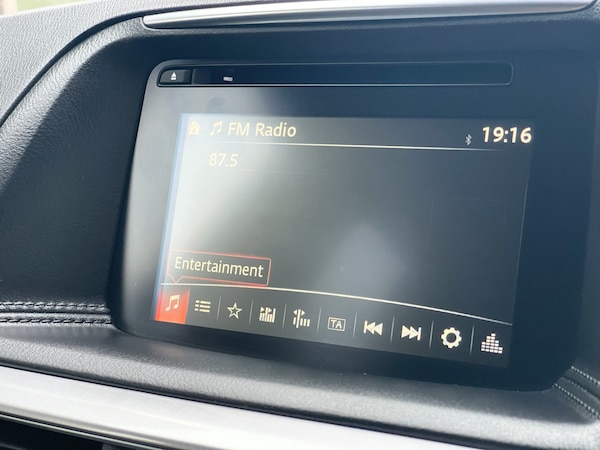 FM Radio
19:16
87.5
Entertainment
TA